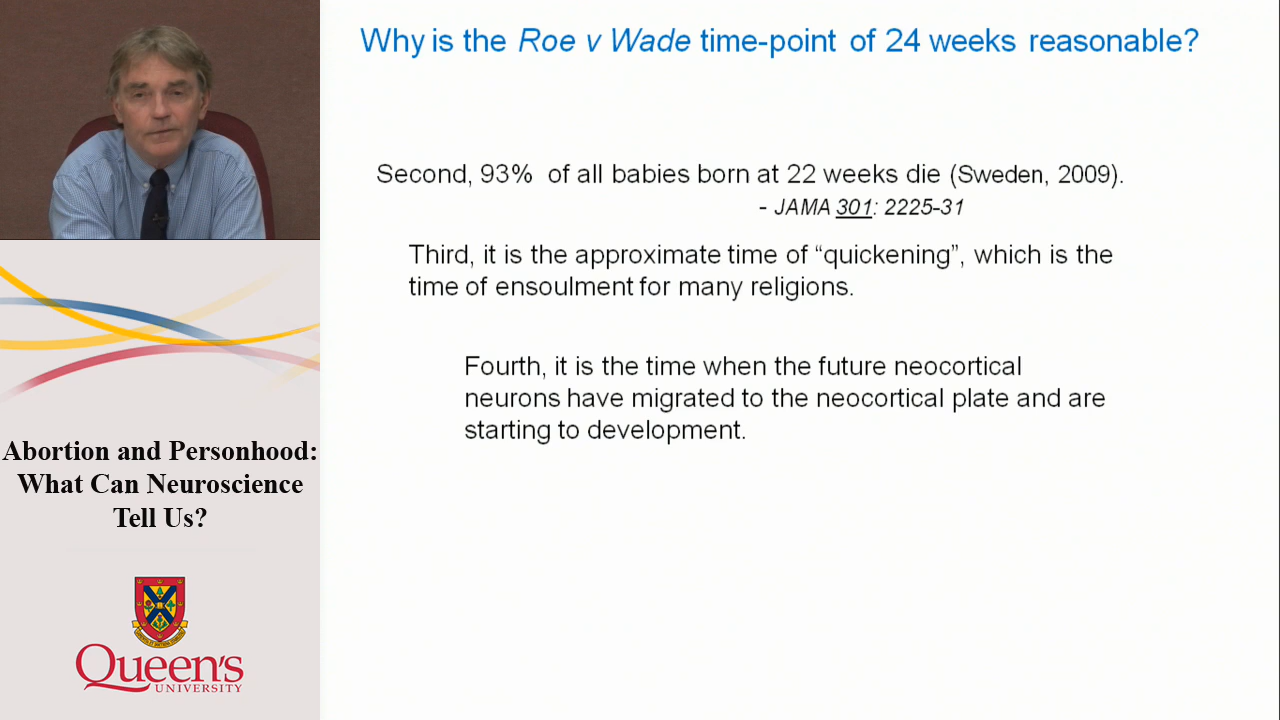 Why is the Roe v Wade time-point of 24 weeks reasonable?
Second, 93% of all babies born at 22 weeks die (Sweden, 2009).
- JAMA 301: 2225-31
Third, it is the approximate time of “quickening”, which is the
time of ensoulment for many religions.
Fourth, it is the time when the future neocortical
neurons have migrated to the neocortical plate and are
starting to development.
Abortion and Personhood:
What Can Neuroscience
Tell Us?
Queen's
UNIVERSITY